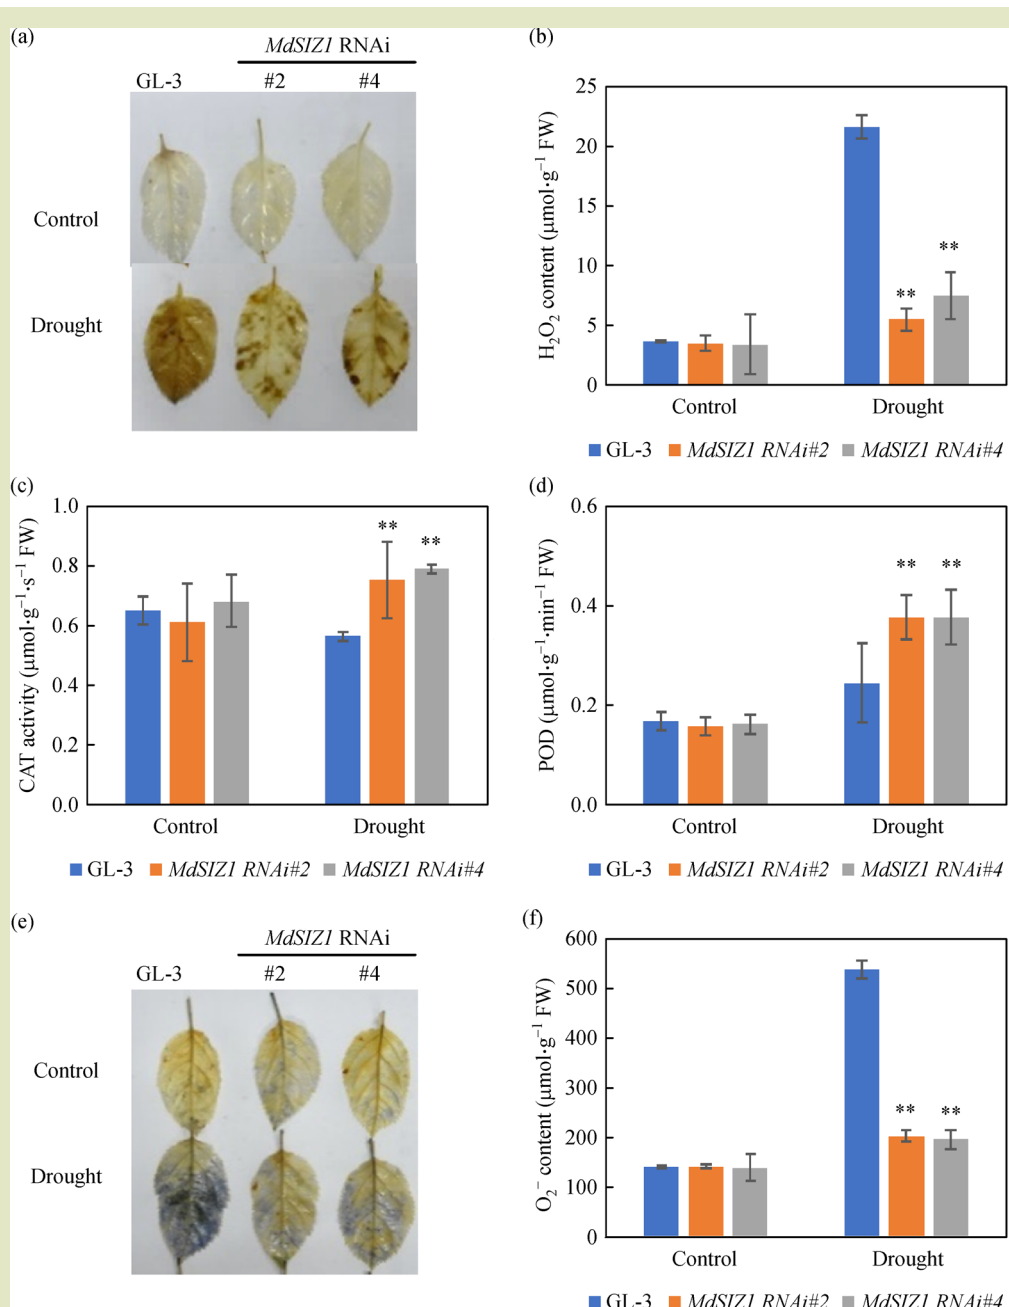 (a)
MdSIZ1 RNAi
GL-3 #2 #4
Control
Drought
(b)
H₂O₂ content (μmol·g⁻¹ FW)
25
20
15
10
5
0
**
**
Control Drought
GL-3 MdSIZ1 RNAi#2 MdSIZ1 RNAi#4
(c)
CAT activity (μmol·g⁻¹·s⁻¹ FW)
1.0
0.8
0.6
0.4
0.2
0.0
**
**
Control Drought
GL-3 MdSIZ1 RNAi#2 MdSIZ1 RNAi#4
(d)
POD (μmol·g⁻¹·min⁻¹ FW)
0.6
0.4
0.2
0.0
** **
Control Drought
GL-3 MdSIZ1 RNAi#2 MdSIZ1 RNAi#4
(e)
MdSIZ1 RNAi
GL-3 #2 #4
Control
Drought
(f)
O₂⁻ content (μmol·g⁻¹ FW)
600
500
400
300
200
100
0
** **
Control Drought
GL-3 MdSIZ1 RNAi#2 MdSIZ1 RNAi#4